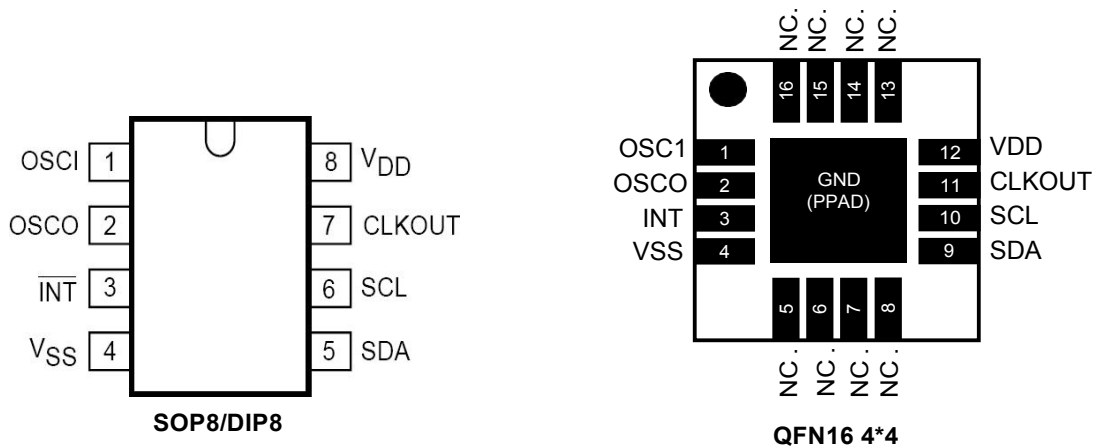 OSCI 1
OSCO 2
INT 3
VSS 4
8 VDD
7 CLKOUT
6 SCL
5 SDA
SOP8/DIP8
NC. NC. NC. NC.
16 15 14 13
OSC1 1
OSCO 2
INT 3
VSS 4
GND
(PPAD)
12 VDD
11 CLKOUT
10 SCL
9 SDA
5 6 7 8
NC. NC. NC. NC.
QFN16 4*4